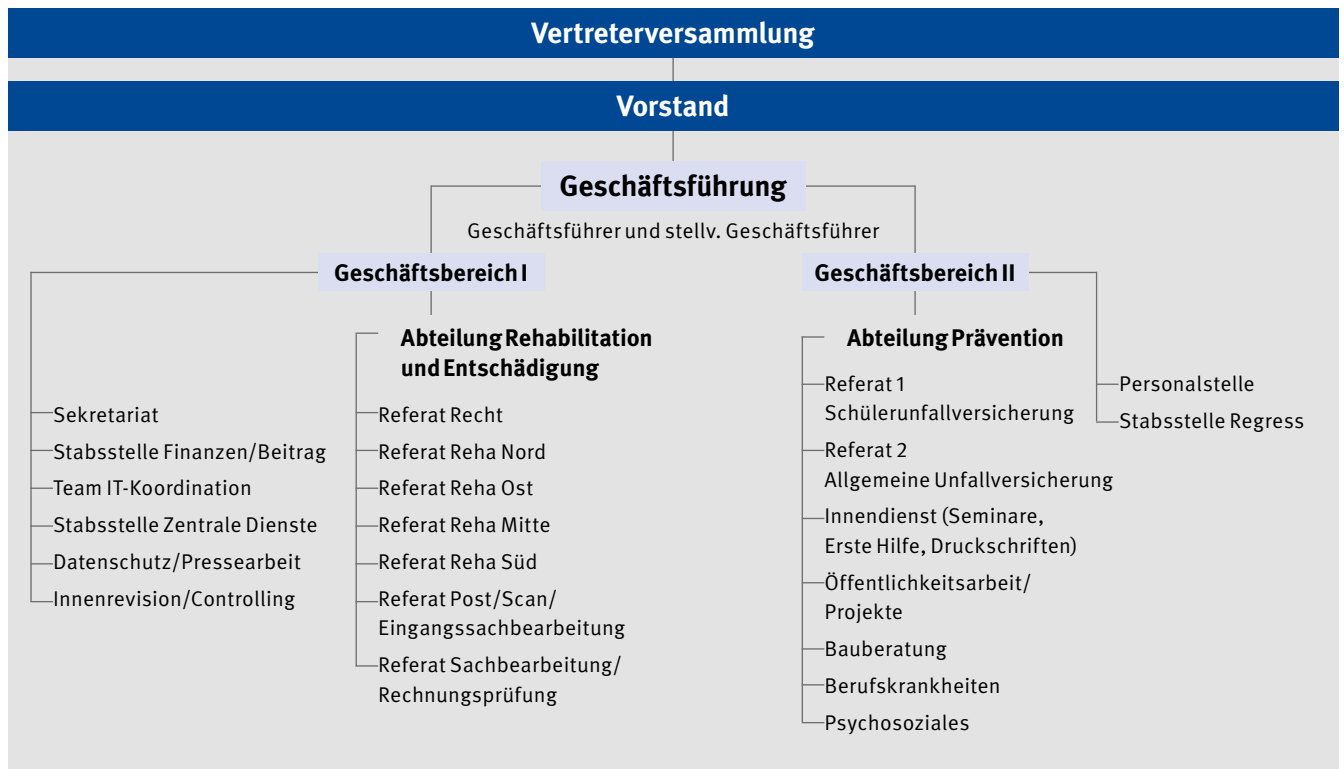 Vertreterversammlung
Vorstand
Geschäftsführung
Geschäftsführer und stellv. Geschäftsführer
Geschäftsbereich I
Sekretariat
Stabsstelle Finanzen/Beitrag
Team IT-Koordination
Stabsstelle Zentrale Dienste
Datenschutz/Pressearbeit
Innenrevision/Controlling
Abteilung Rehabilitation
und Entschädigung
Referat Recht
Referat Reha Nord
Referat Reha Ost
Referat Reha Mitte
Referat Reha Süd
Referat Post/Scan/
Eingangssachbearbeitung
Referat Sachbearbeitung/
Rechnungsprüfung
Geschäftsbereich II
Abteilung Prävention
Referat 1
Schülerunfallversicherung
Referat 2
Allgemeine Unfallversicherung
Innendienst (Seminare,
Erste Hilfe, Druckschriften)
Öffentlichkeitsarbeit/
Projekte
Bauberatung
Berufskrankheiten
Psychosoziales
Personalstelle
Stabsstelle Regress